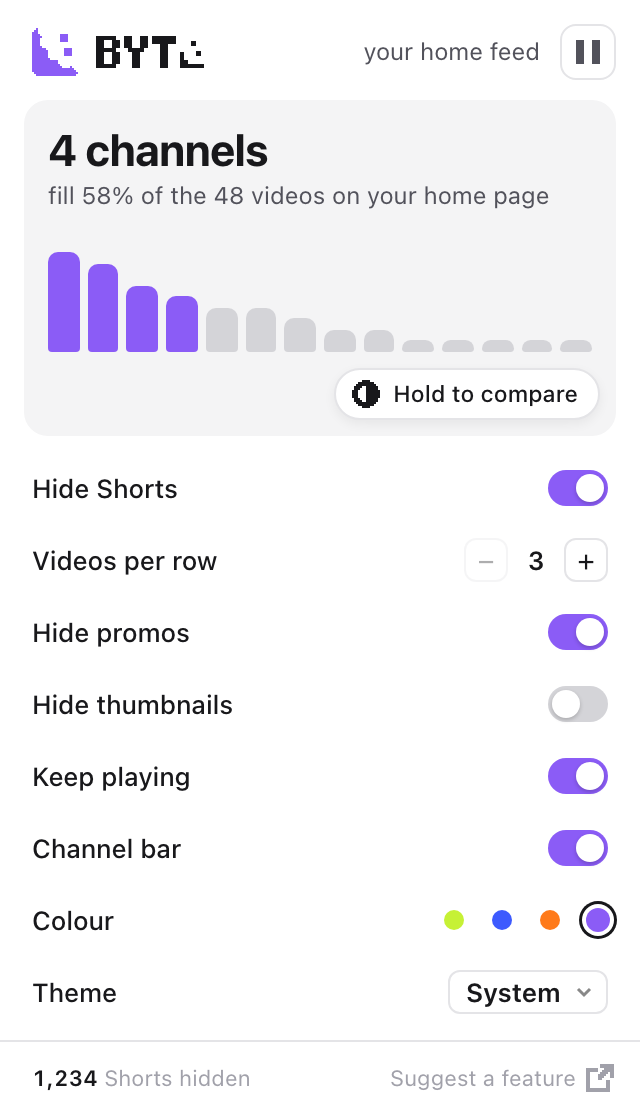 BYTE
your home feed
4 channels
fill 58% of the 48 videos on your home page
Hold to compare
Hide Shorts
Videos per row
− 3 +
Hide promos
Hide thumbnails
Keep playing
Channel bar
Colour
Theme
System
1,234 Shorts hidden
Suggest a feature